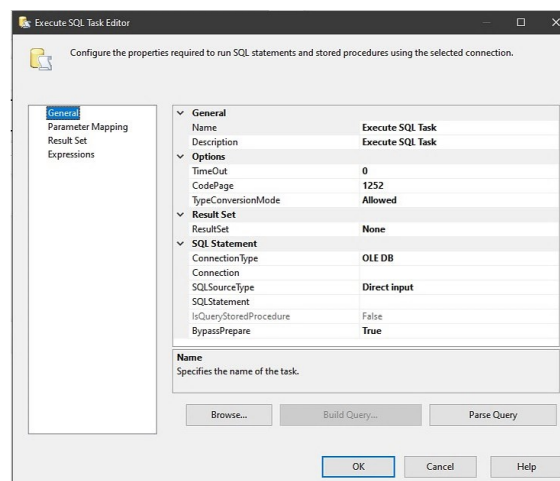 Execute SQL Task Editor
Configure the properties required to run SQL statements and stored procedures using the selected connection.
General
Parameter Mapping
Result Set
Expressions
General
Name Execute SQL Task
Description Execute SQL Task
Options
TimeOut 0
CodePage 1252
TypeConversionMode Allowed
Result Set
ResultSet None
SQL Statement
ConnectionType OLE DB
Connection
SQLSourceType Direct input
SQLStatement
IsQueryStoredProcedure False
BypassPrepare True
Name
Specifies the name of the task.
Browse... Build Query... Parse Query
OK Cancel Help